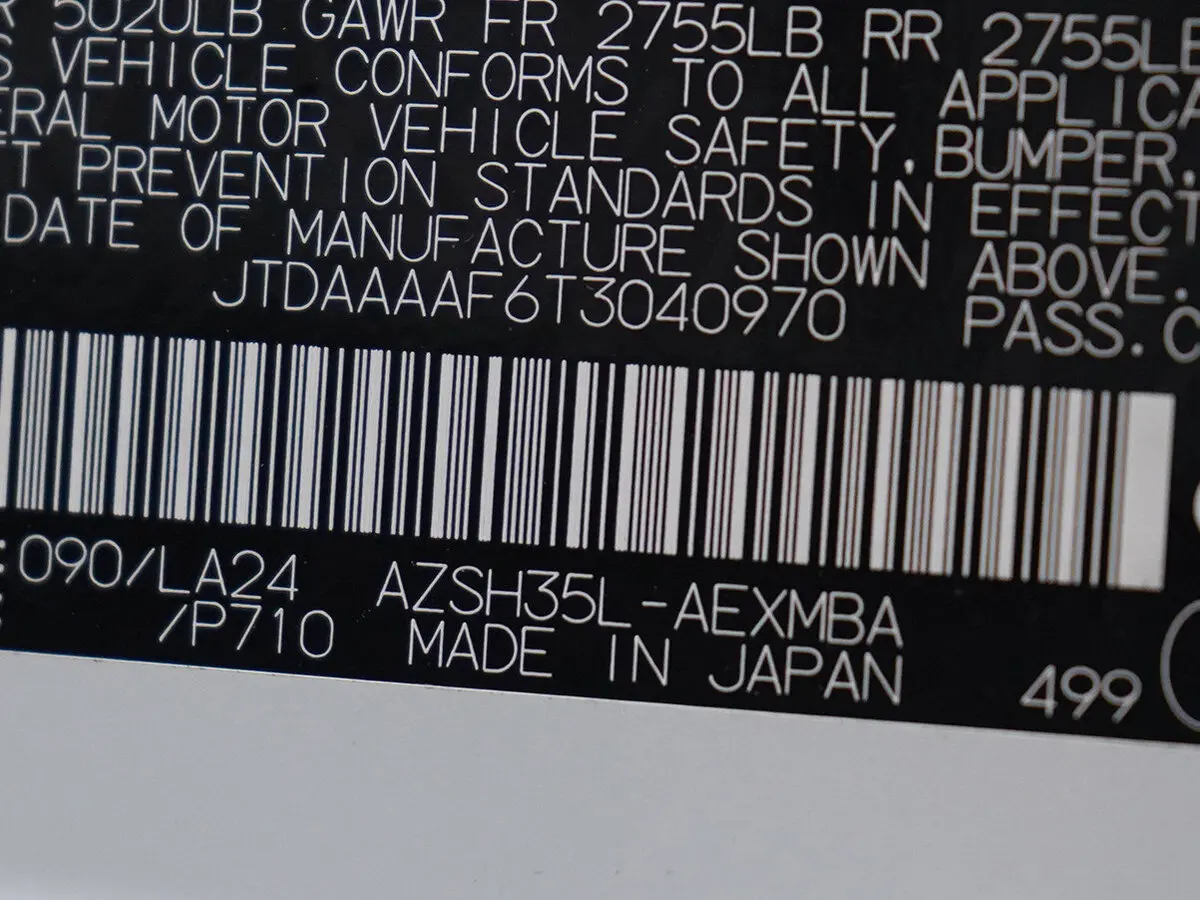 R 5020LB GAWR FR 2755LB RR 2755LB
S VEHICLE CONFORMS TO ALL APPLICA
ERAL MOTOR VEHICLE SAFETY,BUMPER,
FT PREVENTION STANDARDS IN EFFECT
DATE OF MANUFACTURE SHOWN ABOVE.
JTDAAAAF6T3040970 PASS.C
:090/LA24 AZSH35L-AEXMBA
: /P710 MADE IN JAPAN 499